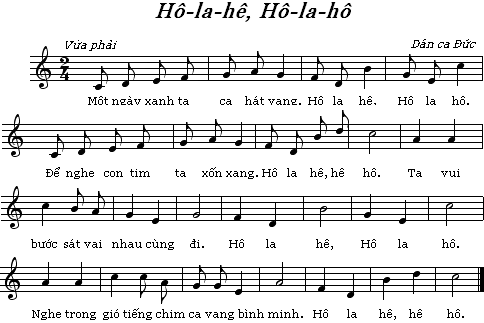 Hô-la-hê, Hô-la-hô
Vừa phải
Dân ca Đức
2
4
Một ngày xanh ta ca hát vang. Hô la hê. Hô la hô.
Để nghe con tim ta xốn xang. Hô la hê, hê hô. Ta vui
bước sát vai nhau cùng đi. Hô la hê, Hô la hô.
Nghe trong gió tiếng chim ca vang bình minh. Hô la hê, hê hô.